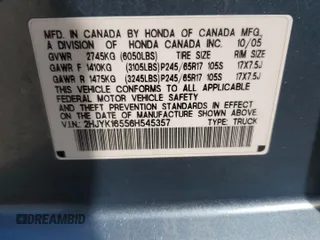 MFD. IN CANADA BY HONDA OF CANADA MFG.,
A DIVISION OF HONDA CANADA INC. 10/05
GVWR 2745KG (6050LBS) TIRE SIZE RIM SIZE
GAWR F 1410KG (3105LBS) P245/65R17 105S 17X7.5J
GAWR R 1475KG (3245LBS) P245/65R17 105S 17X7.5J
THIS VEHICLE CONFORMS TO ALL APPLICABLE
FEDERAL MOTOR VEHICLE SAFETY
AND THEFT PREVENTION STANDARDS IN EFFECT ON
THE DATE OF MANUFACTURE SHOWN ABOVE.
V.I.N.: 2HJYK16556H545357 TYPE: TRUCK
DREAMBID